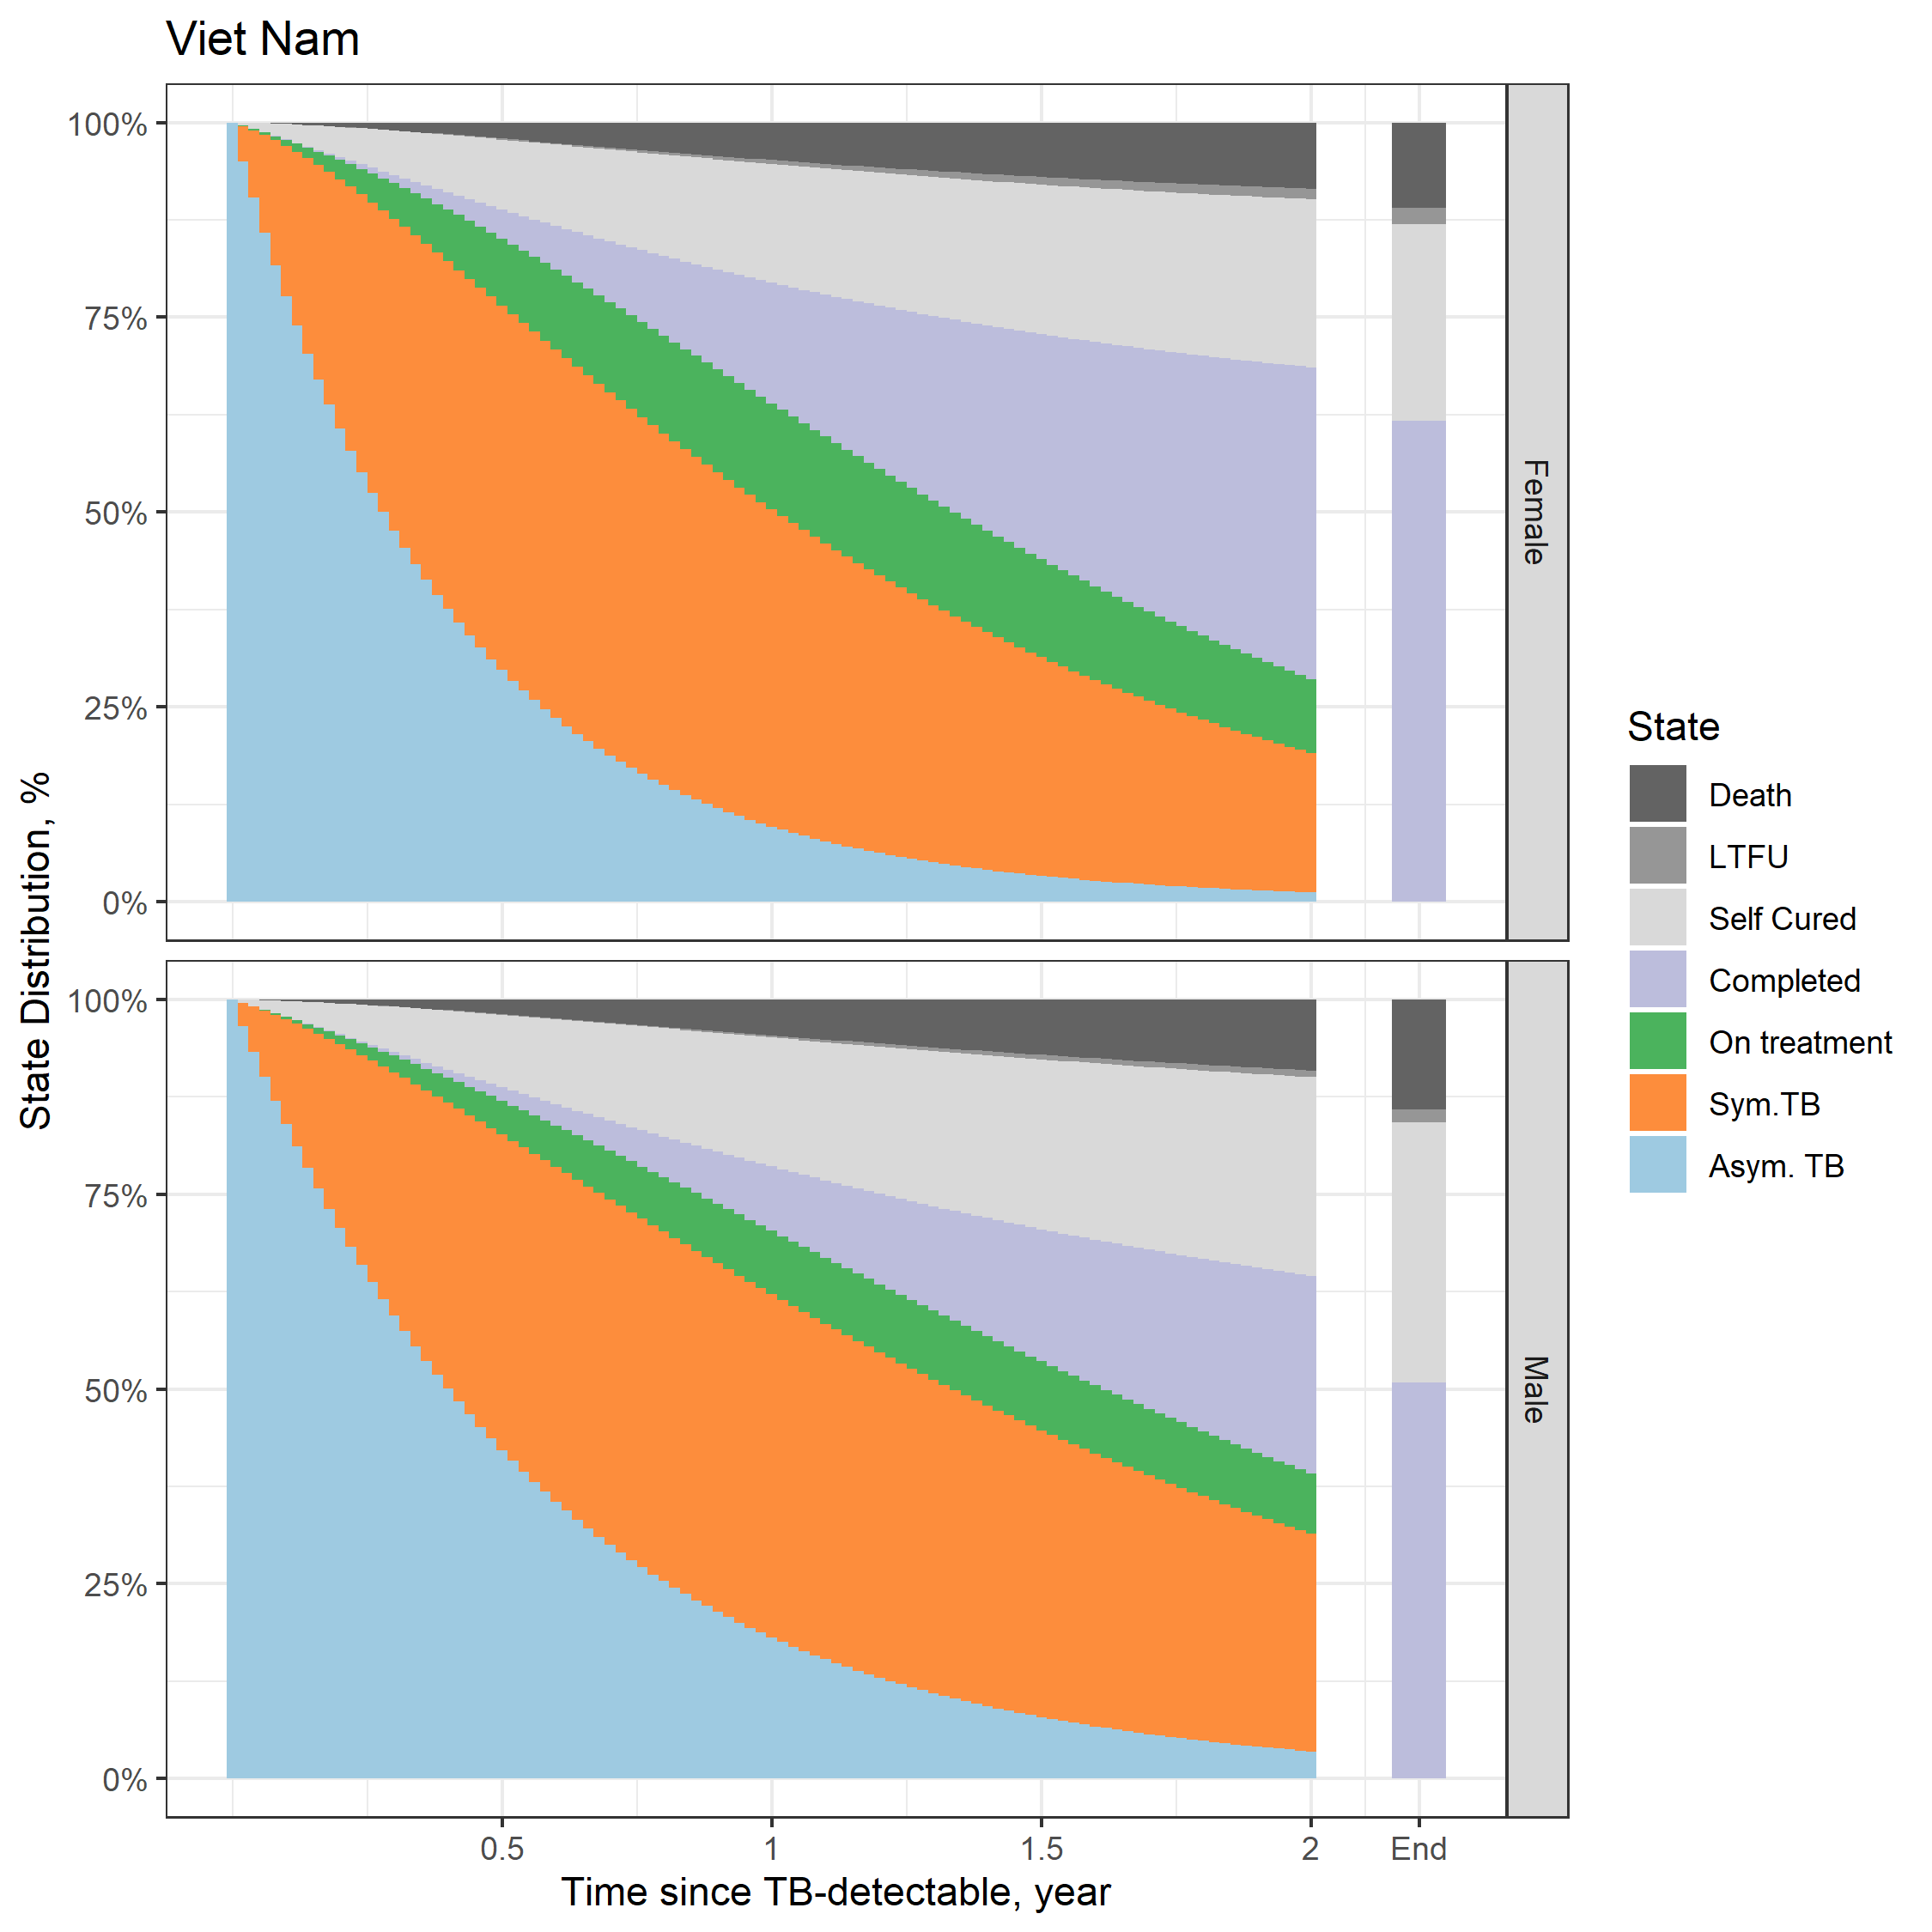 Viet Nam
State Distribution, %
100%
75%
50%
25%
0%
Female
100%
75%
50%
25%
0%
Male
0.5
1
1.5
2
End
Time since TB-detectable, year
State
Death
LTFU
Self Cured
Completed
On treatment
Sym.TB
Asym. TB